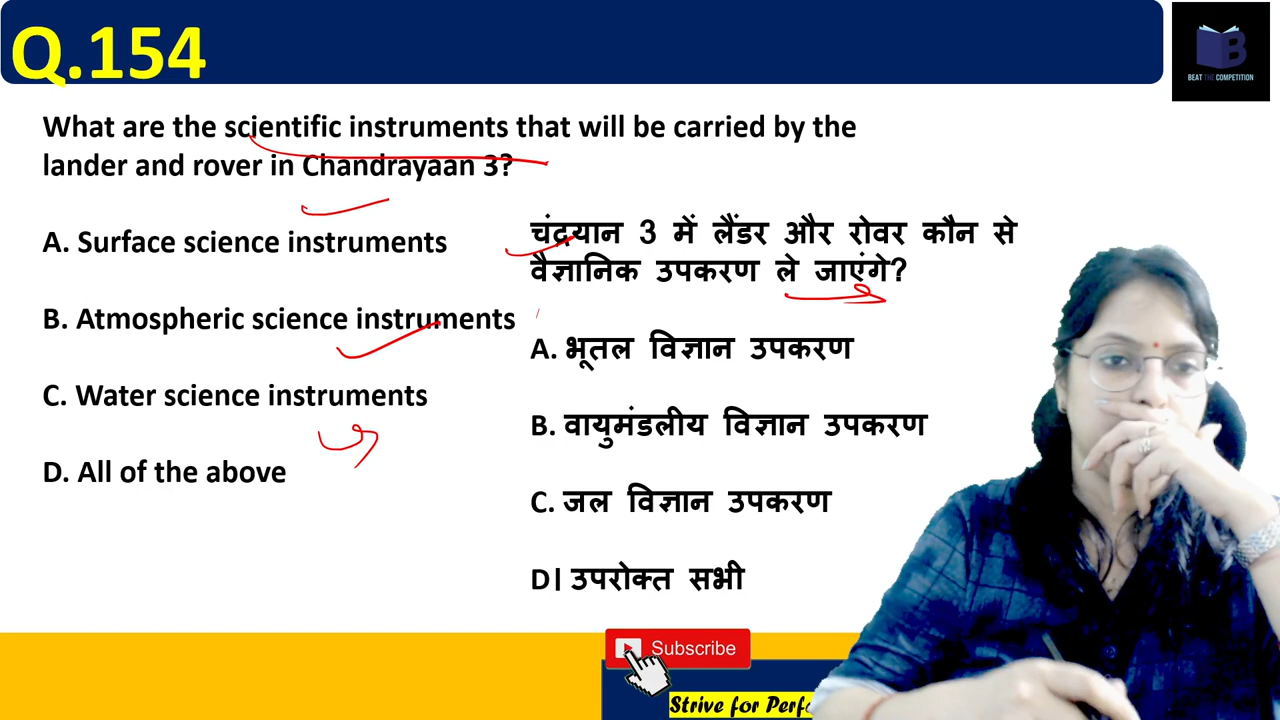 Q.154
BEAT THE COMPETITION
What are the scientific instruments that will be carried by the
lander and rover in Chandrayaan 3?
A. Surface science instruments
B. Atmospheric science instruments
C. Water science instruments
D. All of the above
चंद्रयान 3 में लैंडर और रोवर कौन से
वैज्ञानिक उपकरण ले जाएंगे?
A. भूतल विज्ञान उपकरण
B. वायुमंडलीय विज्ञान उपकरण
C. जल विज्ञान उपकरण
D। उपरोक्त सभी
Subscribe
Strive for